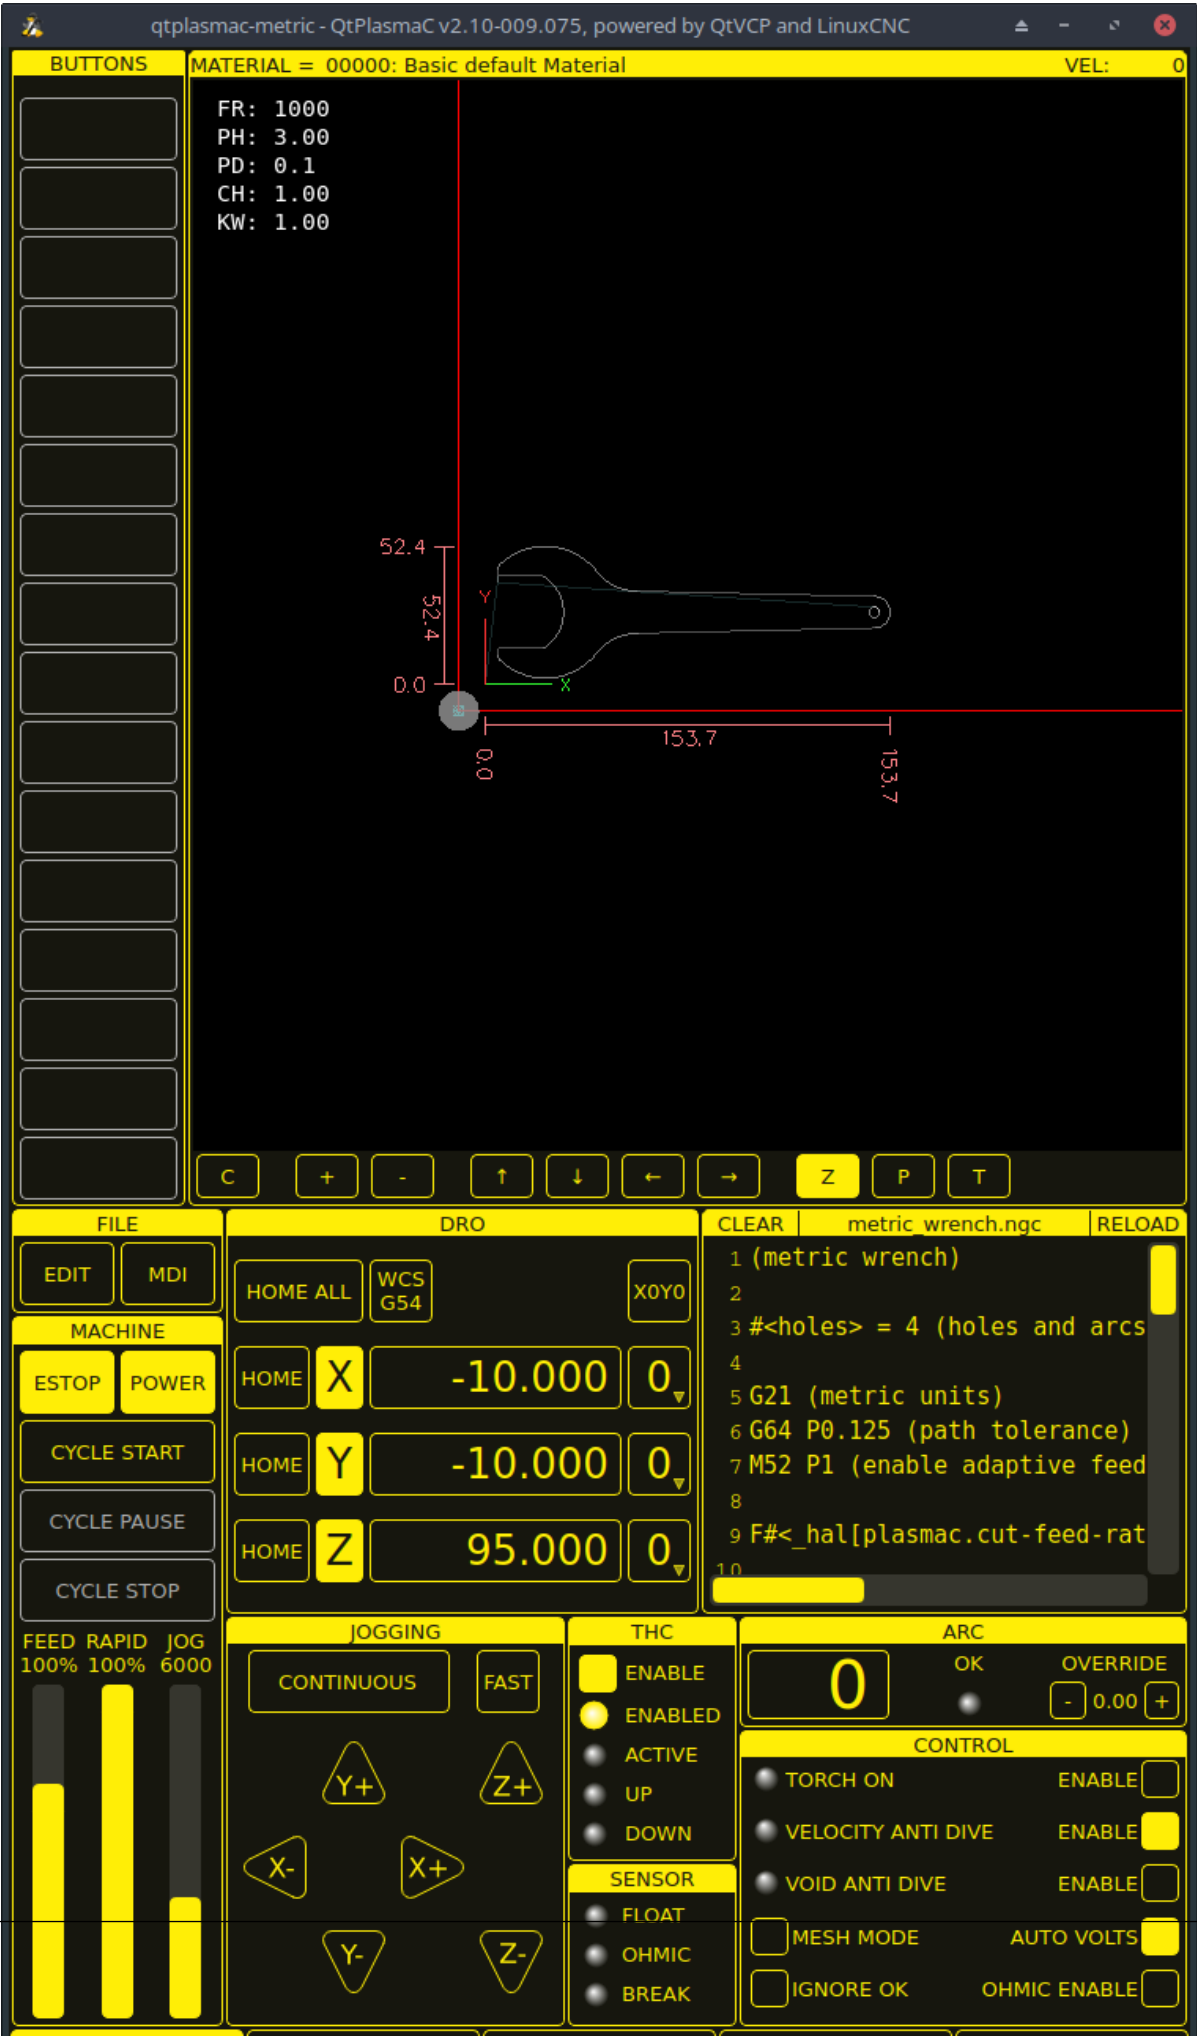 qtplasmac-metric - QtPlasmaC v2.10-009.075, powered by QtVCP and LinuxCNC
BUTTONS
MATERIAL = 00000: Basic default Material
VEL: 0
FR: 1000
PH: 3.00
PD: 0.1
CH: 1.00
KW: 1.00
52.4
52.4
0.0
Y
X
153.7
0.0
153.7
C + - ↑ ↓ ← → Z P T
FILE
EDIT MDI
MACHINE
ESTOP POWER
CYCLE START
CYCLE PAUSE
CYCLE STOP
FEED RAPID JOG
100% 100% 6000
DRO
HOME ALL
WCS
G54
X0Y0
HOME X -10.000 0
HOME Y -10.000 0
HOME Z 95.000 0
CLEAR metric_wrench.ngc RELOAD
1 (metric wrench)
2
3 #<holes> = 4 (holes and arcs
4
5 G21 (metric units)
6 G64 P0.125 (path tolerance)
7 M52 P1 (enable adaptive feed
8
9 F#<_hal[plasmac.cut-feed-rat
10
JOGGING
CONTINUOUS FAST
Y+ Z+
X- X+
Y- Z-
THC
ENABLE
ENABLED
ACTIVE
UP
DOWN
SENSOR
FLOAT
OHMIC
BREAK
ARC
0
OK
OVERRIDE
- 0.00 +
CONTROL
TORCH ON ENABLE
VELOCITY ANTI DIVE ENABLE
VOID ANTI DIVE ENABLE
MESH MODE AUTO VOLTS
IGNORE OK OHMIC ENABLE